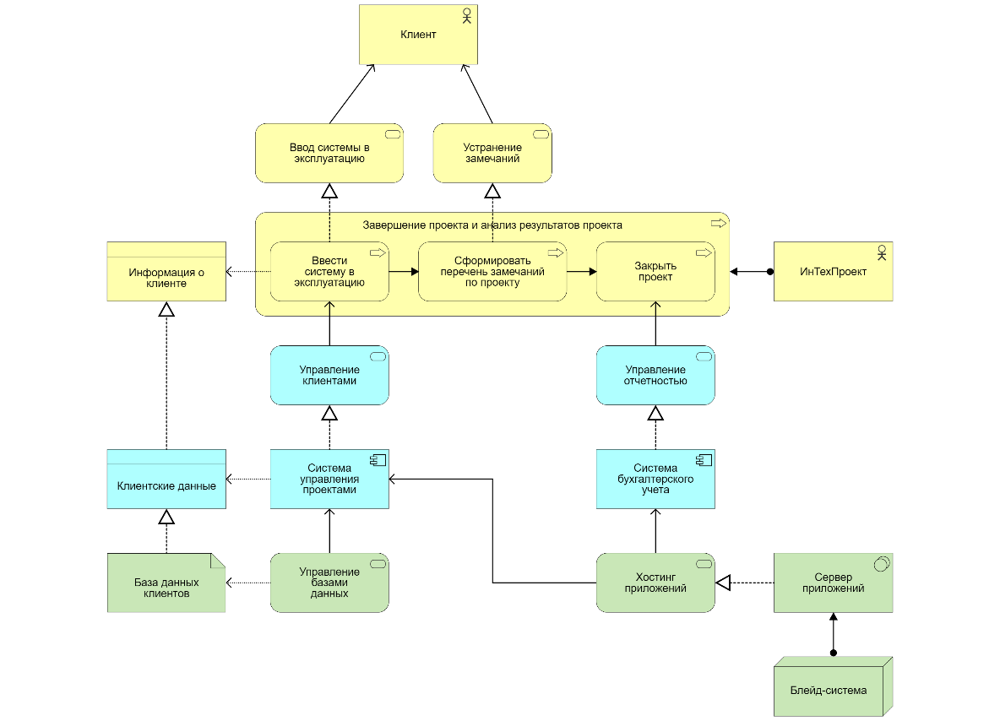 Клиент
Ввод системы в
эксплуатацию
Устранение
замечаний
Завершение проекта и анализ результатов проекта
Информация о
клиенте
Ввести
систему в
эксплуатацию
Сформировать
перечень замечаний
по проекту
Закрыть
проект
ИнТехПроект
Управление
клиентами
Управление
отчетностью
Клиентские данные
Система
управления
проектами
Система
бухгалтерского
учета
База данных
клиентов
Управление
базами
данных
Хостинг
приложений
Сервер
приложений
Блейд-система